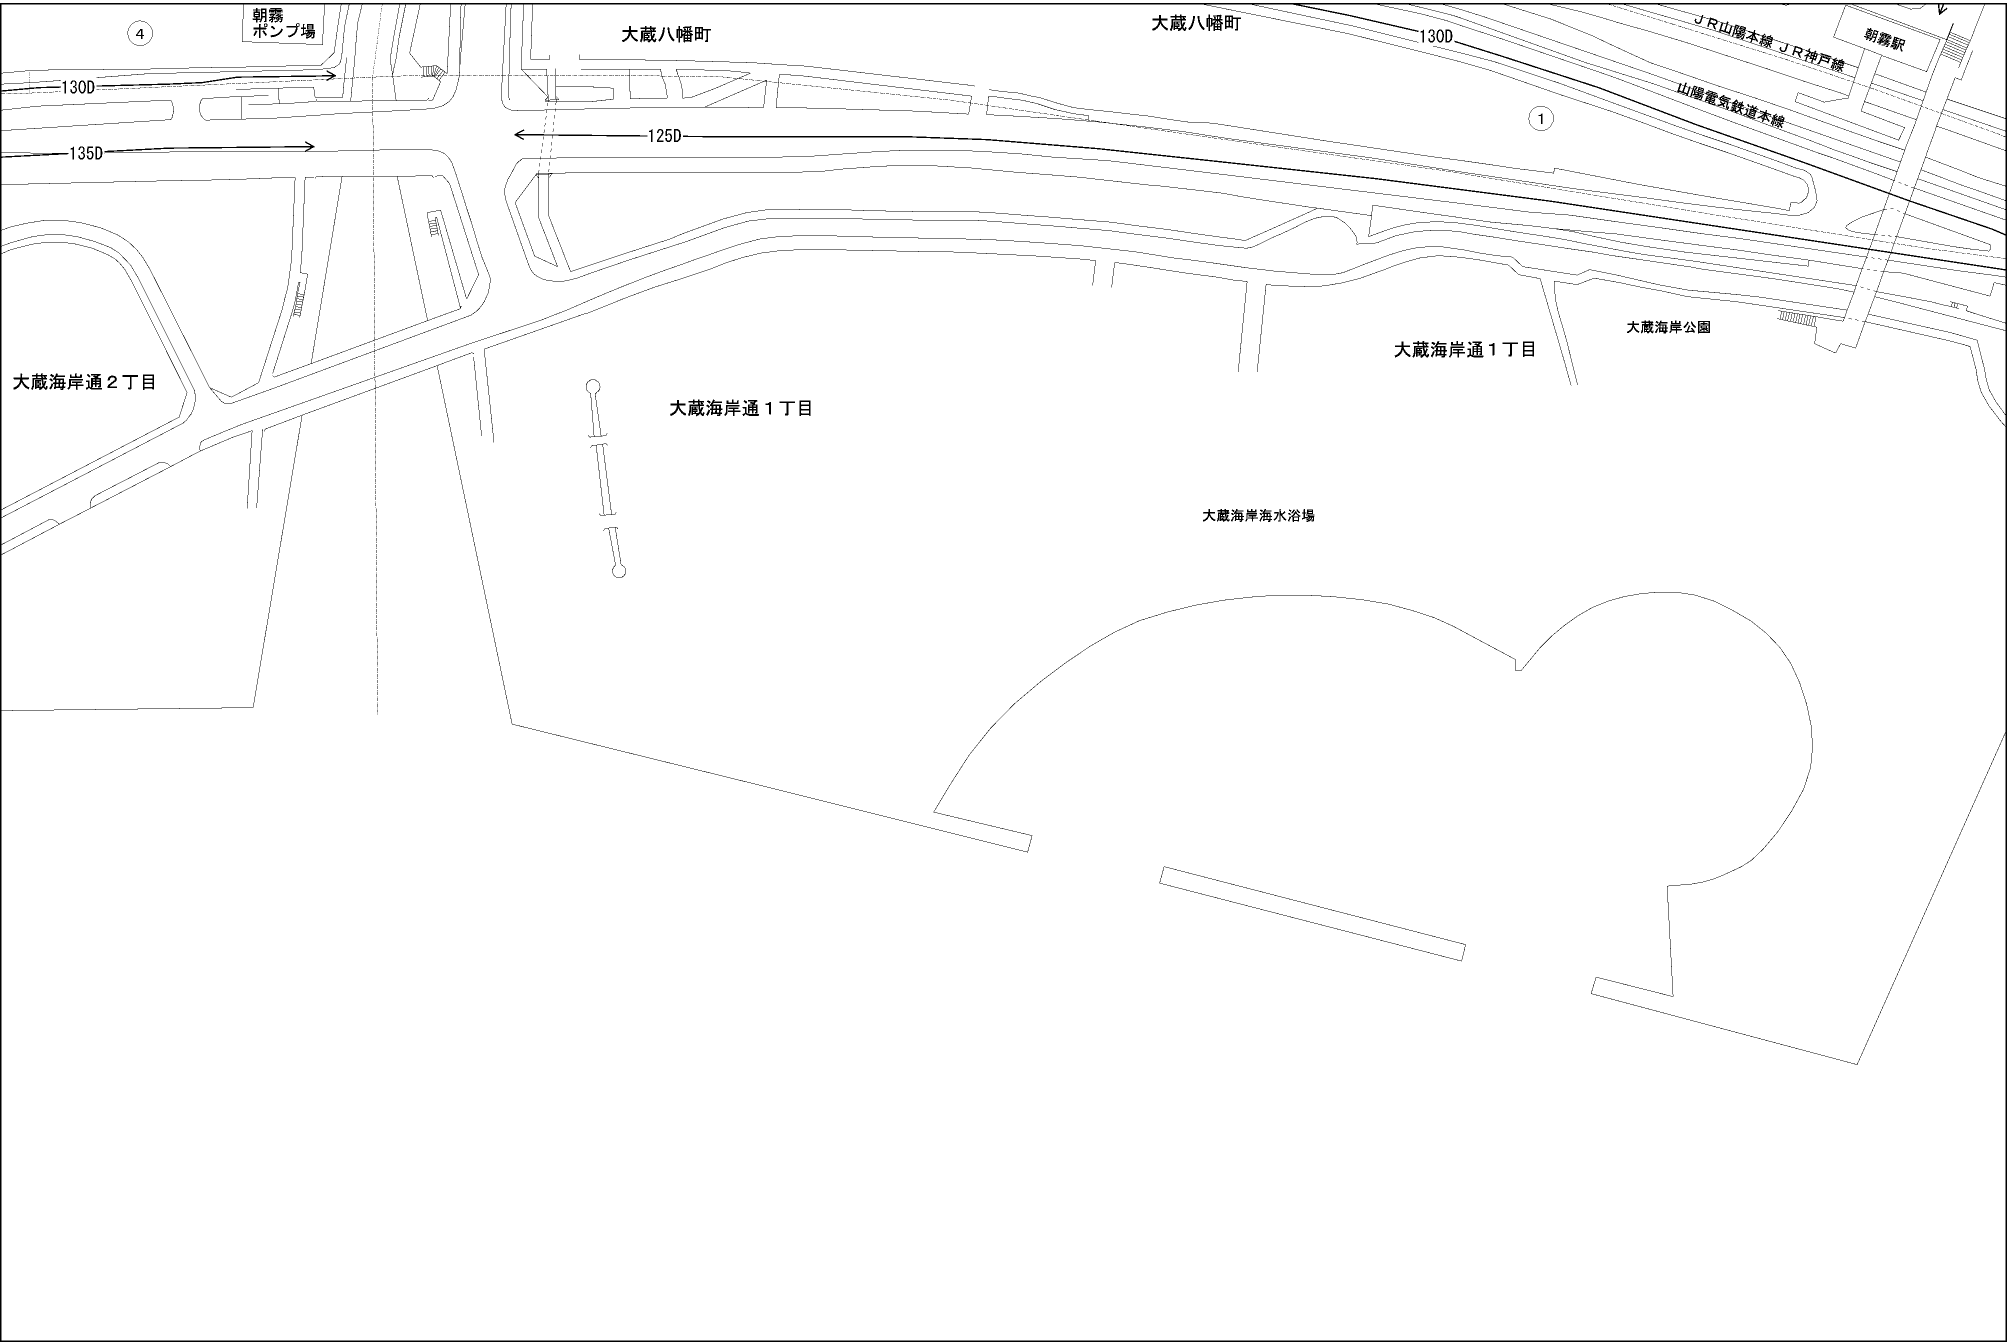 朝霧
ポンプ場
4
大蔵八幡町
大蔵八幡町
130D
ＪＲ山陽本線 ＪＲ神戸線
朝霧駅
130D
山陽電気鉄道本線
1
125D
135D
大蔵海岸公園
大蔵海岸通１丁目
大蔵海岸通２丁目
大蔵海岸通１丁目
大蔵海岸海水浴場